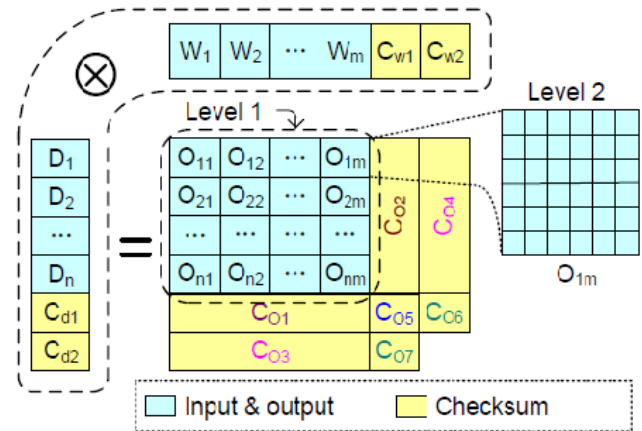 W1 W2 ... Wm Cw1 Cw2
⊗
Level 1
Level 2
D1
D2
...
Dn
Cd1
Cd2
=
O11 O12 ... O1m
O21 O22 ... O2m
... ... ... ...
On1 On2 ... Onm
CO2
CO4
CO1 CO5 CO6
CO3 CO7
O1m
Input & output
Checksum